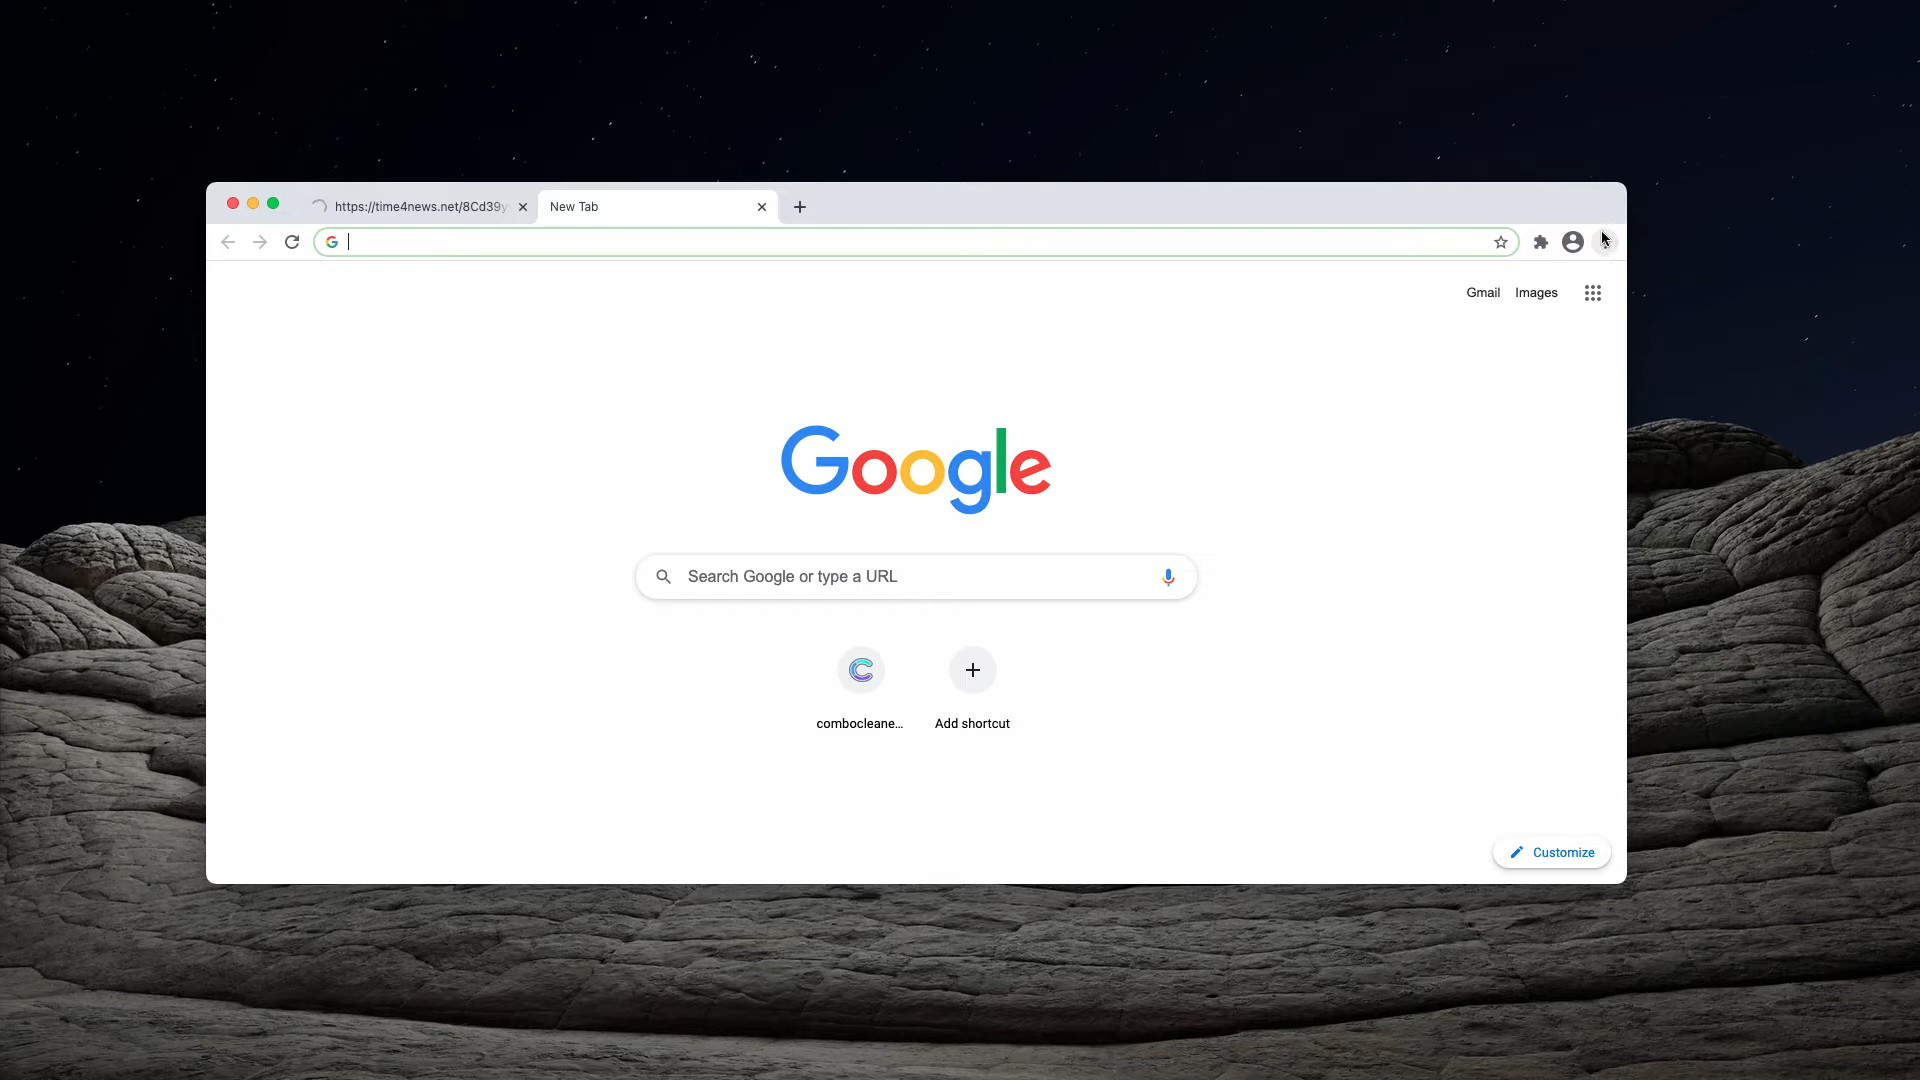 https://time4news.net/8Cd39y
New Tab
Gmail Images
Google
Search Google or type a URL
combocleane...
Add shortcut
Customize